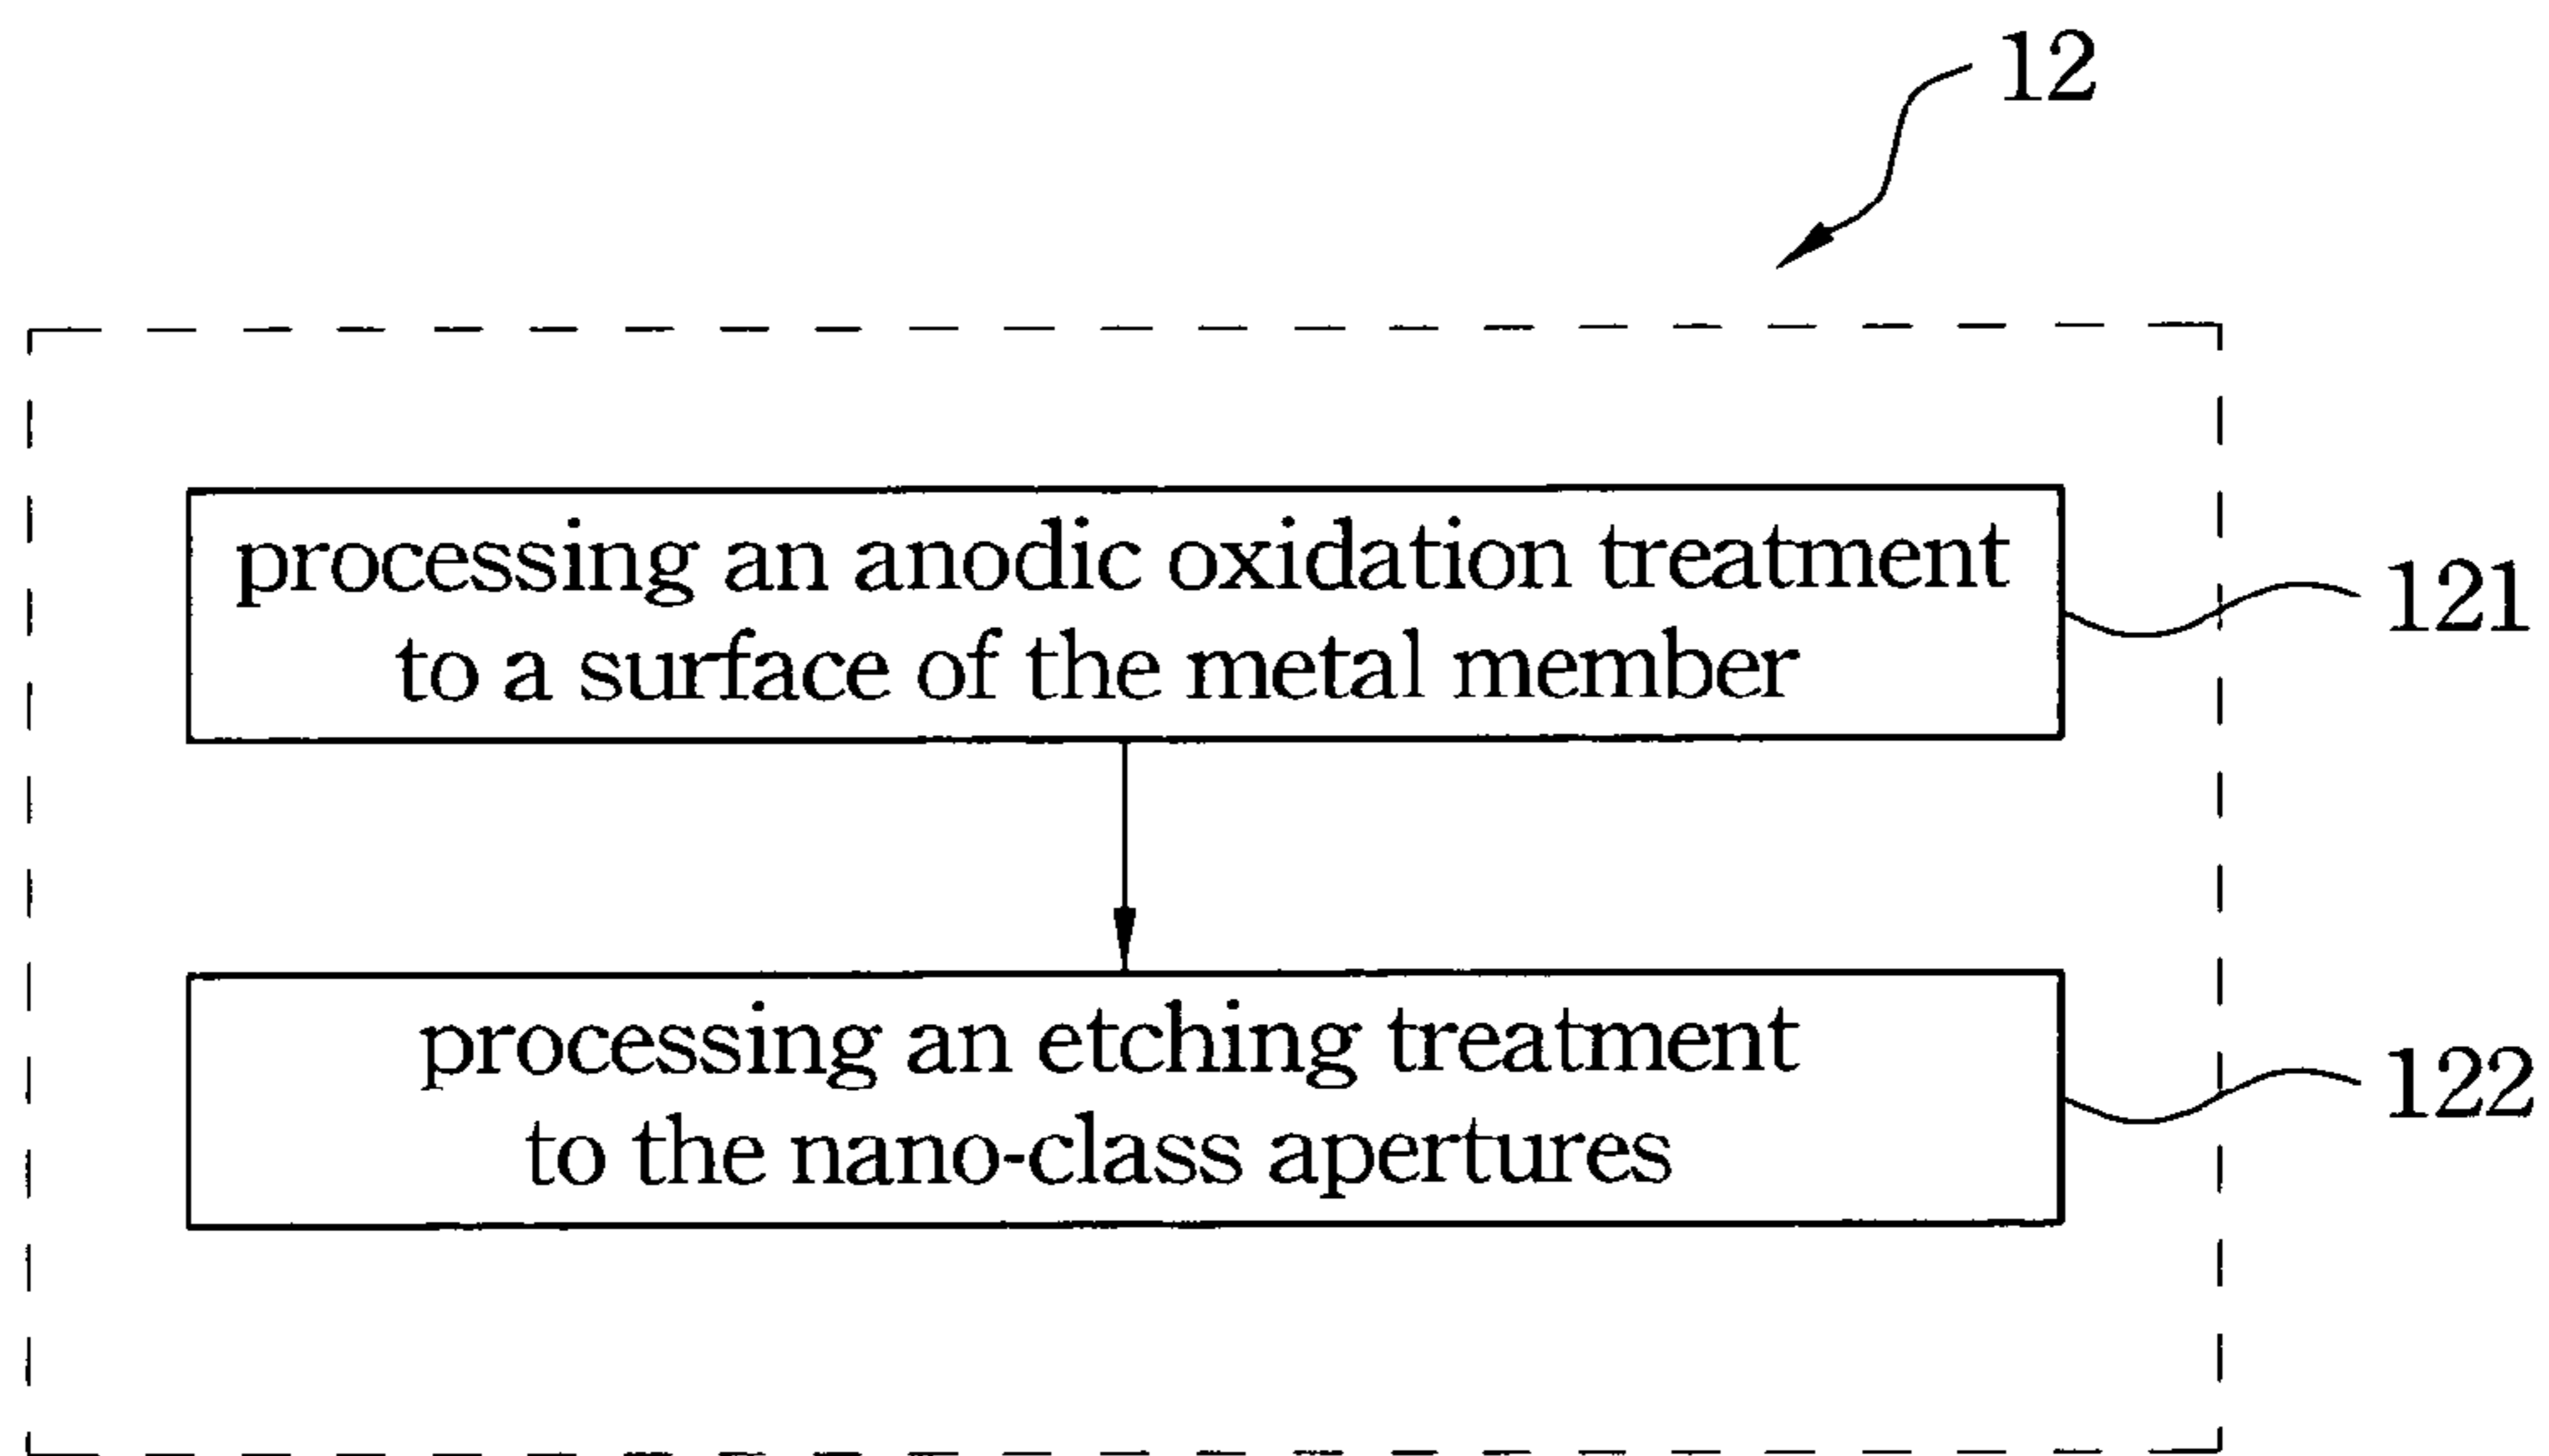 12
processing an anodic oxidation treatment
to a surface of the metal member
121
processing an etching treatment
to the nano-class apertures
122